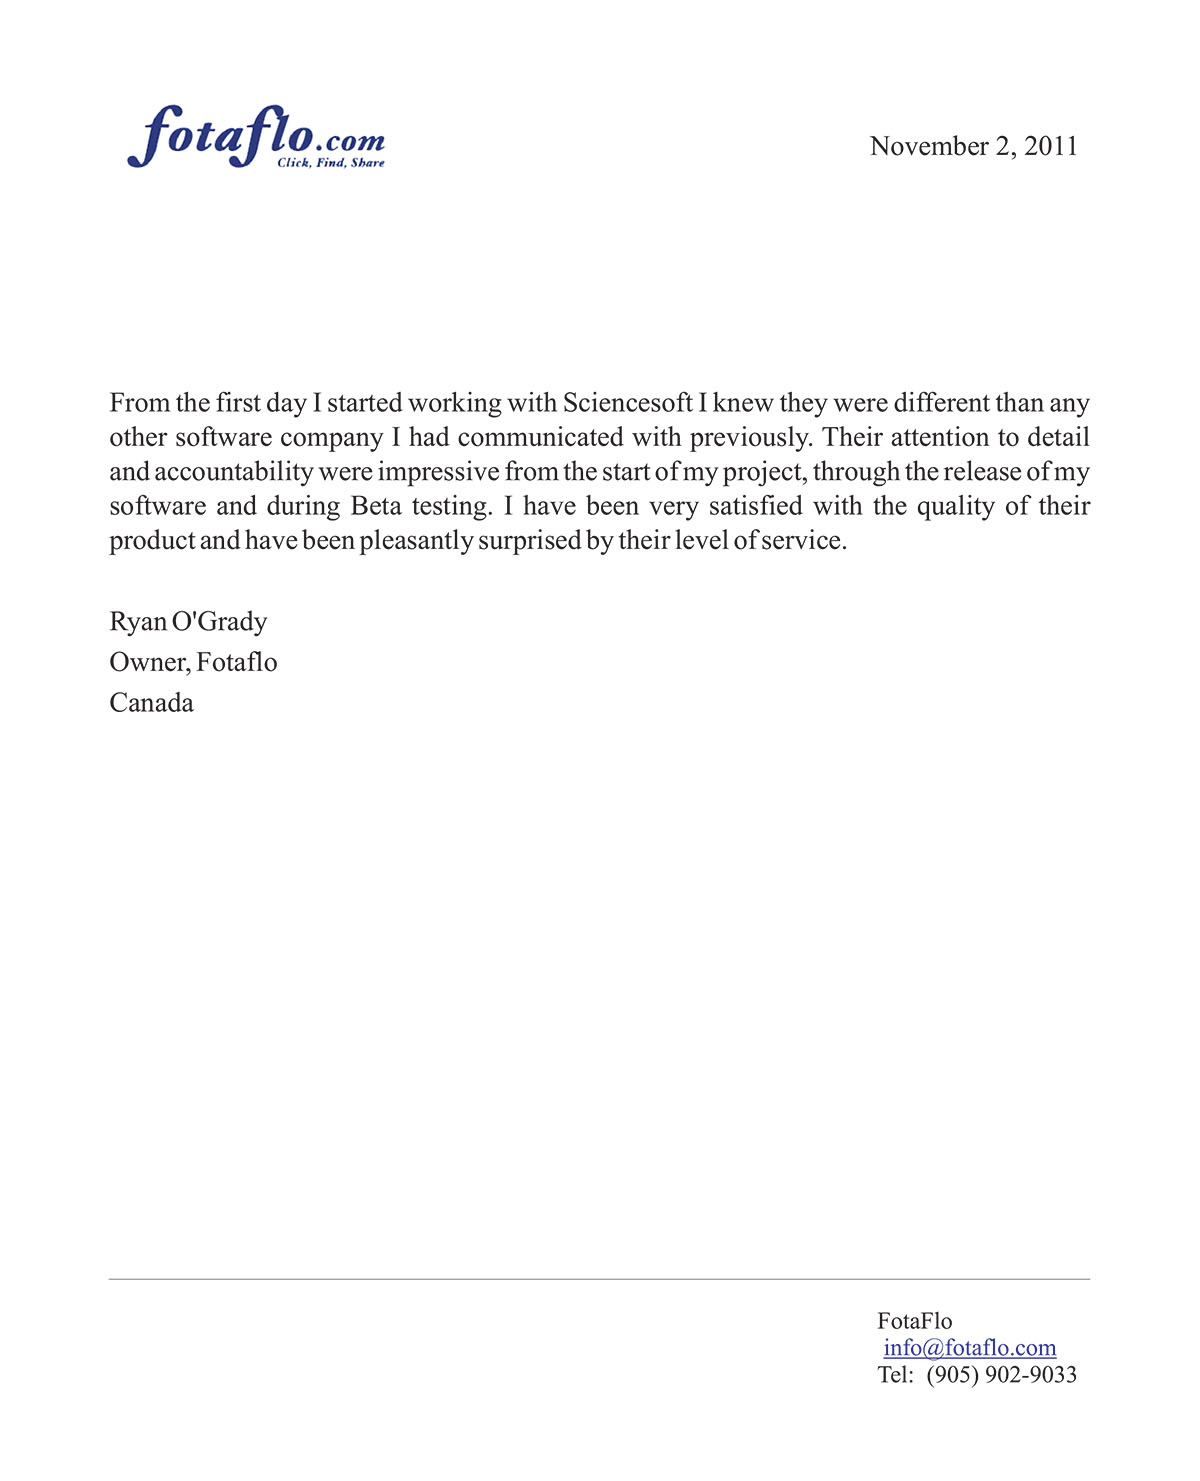 fotaflo.com
Click, Find, Share
November 2, 2011
From the first day I started working with Sciencesoft I knew they were different than any
other software company I had communicated with previously. Their attention to detail
and accountability were impressive from the start of my project, through the release of my
software and during Beta testing. I have been very satisfied with the quality of their
product and have been pleasantly surprised by their level of service.
Ryan O'Grady
Owner, Fotaflo
Canada
FotaFlo
info@fotaflo.com
Tel: (905) 902-9033